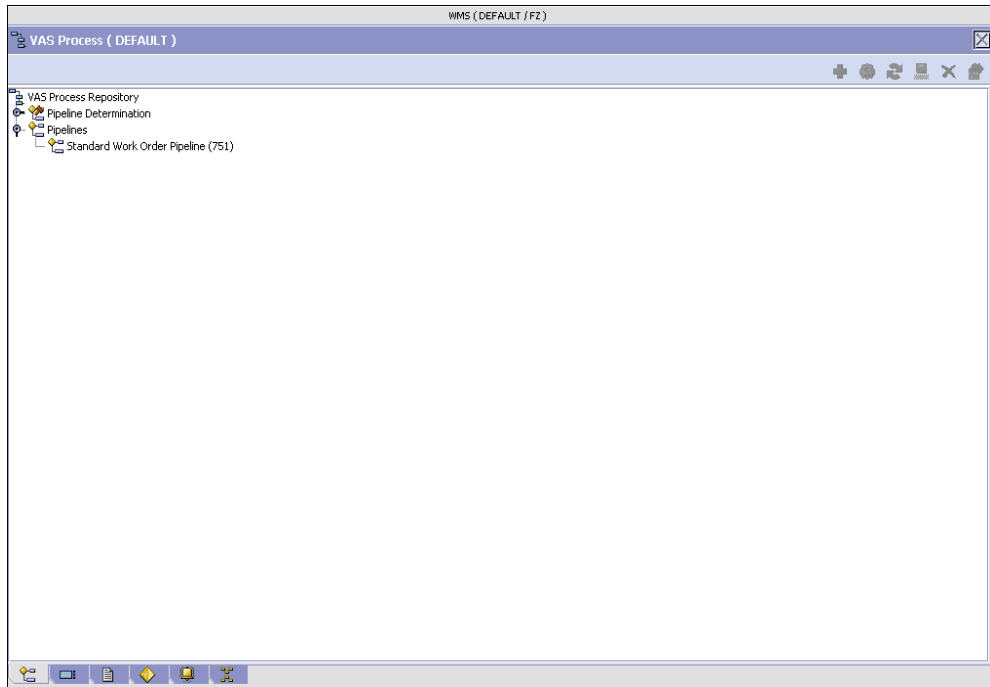 WMS ( DEFAULT / FZ )
VAS Process ( DEFAULT )
VAS Process Repository
Pipeline Determination
Pipelines
Standard Work Order Pipeline (751)